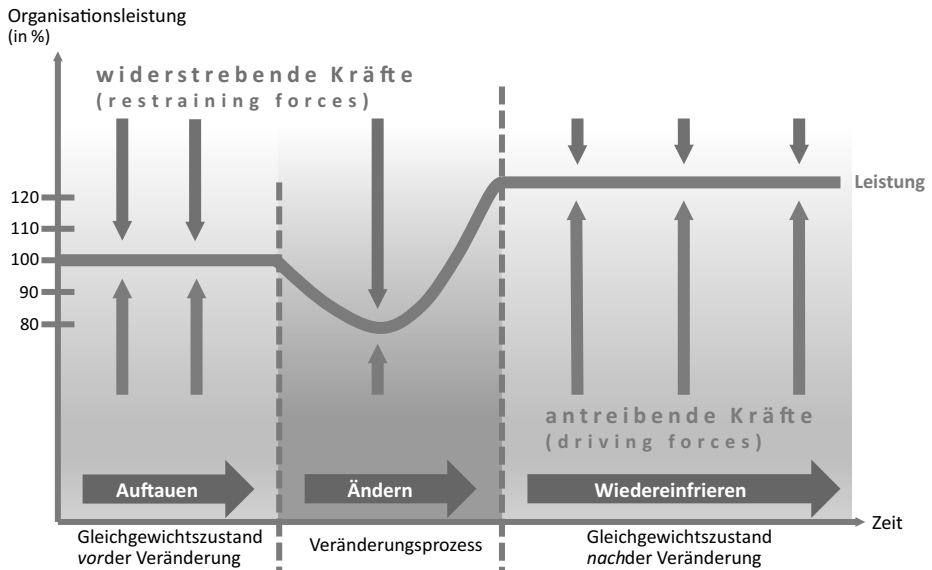 Organisationsleistung
(in %)
widerstrebende Kräfte
(restraining forces)
120
110
100
90
80
Leistung
antreibende Kräfte
(driving forces)
Auftauen
Ändern
Wiedereinfrieren
Zeit
Gleichgewichtszustand
vorder Veränderung
Veränderungsprozess
Gleichgewichtszustand
nachder Veränderung